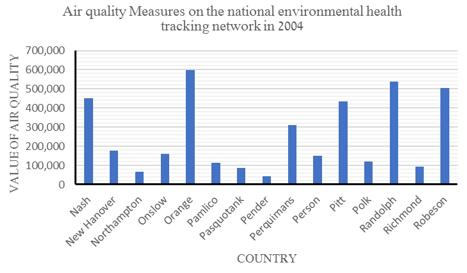 Air quality Measures on the national environmental health
tracking network in 2004
VALUE OF AIR QUALITY
700,000
600,000
500,000
400,000
300,000
200,000
100,000
0
Nash
New Hanover
Northampton
Onslow
Orange
Pamlico
Pasquotank
Pender
Perquimans
Person
Pitt
Polk
Randolph
Richmond
Robeson
COUNTRY